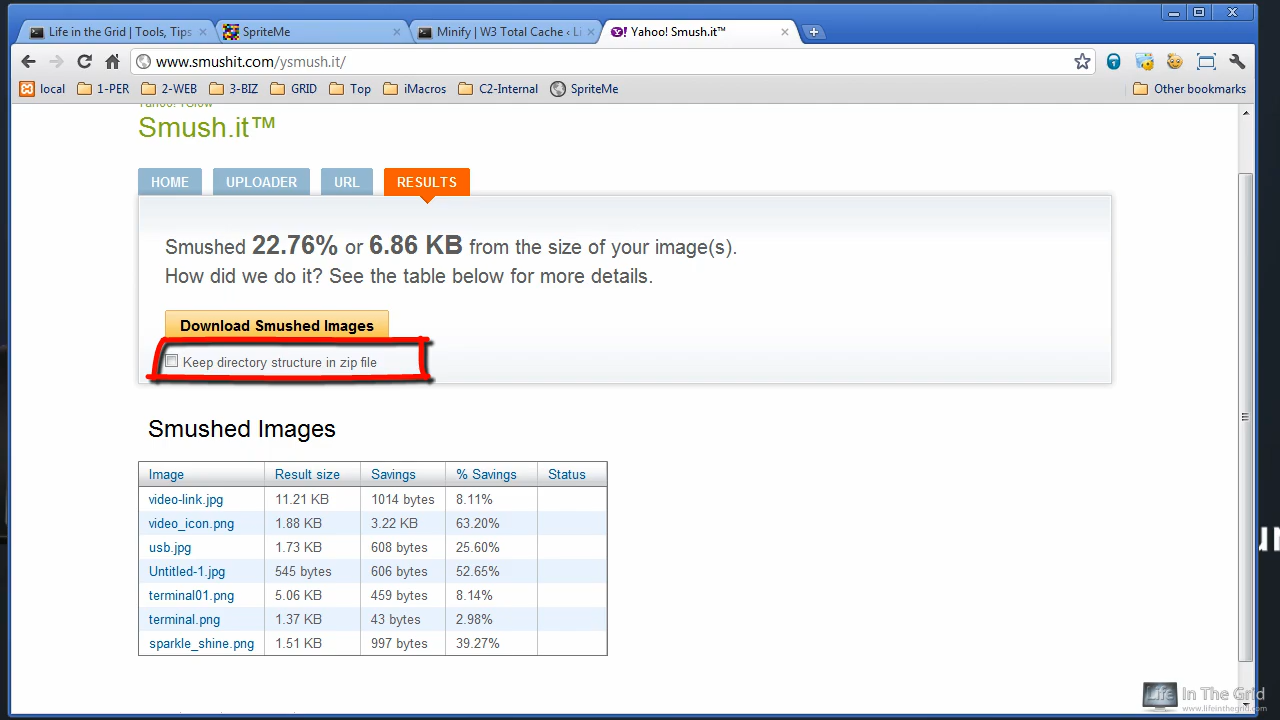 Life in the Grid | Tools, Tips
SpriteMe
Minify | W3 Total Cache ‹ Li
Yahoo! Smush.it™
www.smushit.com/ysmush.it/
local 1-PER 2-WEB 3-BIZ GRID Top iMacros C2-Internal SpriteMe Other bookmarks
Yahoo! YSlow
Smush.it™
HOME UPLOADER URL RESULTS
Smushed 22.76% or 6.86 KB from the size of your image(s).
How did we do it? See the table below for more details.
Download Smushed Images
Keep directory structure in zip file
Smushed Images
Image Result size Savings % Savings Status
video-link.jpg 11.21 KB 1014 bytes 8.11%
video_icon.png 1.88 KB 3.22 KB 63.20%
usb.jpg 1.73 KB 608 bytes 25.60%
Untitled-1.jpg 545 bytes 606 bytes 52.65%
terminal01.png 5.06 KB 459 bytes 8.14%
terminal.png 1.37 KB 43 bytes 2.98%
sparkle_shine.png 1.51 KB 997 bytes 39.27%
Life In The Grid
www.lifeinthegrid.com